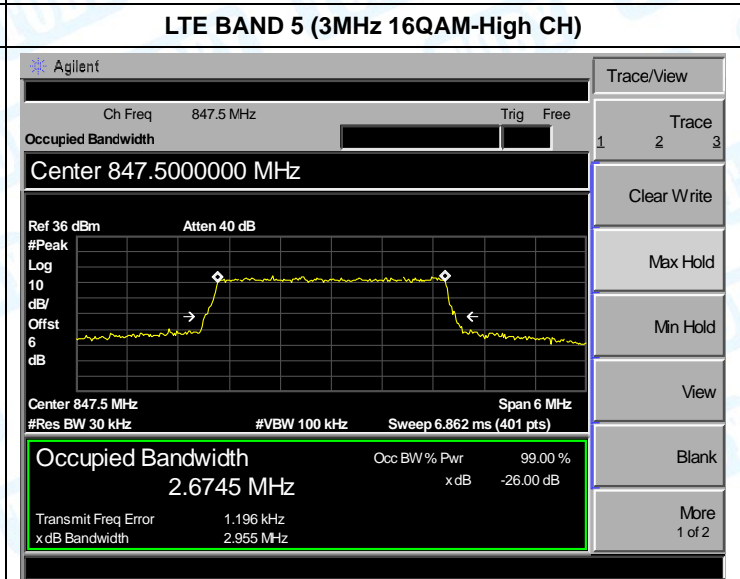 LTE BAND 5 (3MHz 16QAM-High CH)
Agilent
Trace/View
Ch Freq 847.5 MHz Trig Free
Occupied Bandwidth
Trace
1 2 3
Center 847.5000000 MHz
Clear Write
Ref 36 dBm Atten 40 dB
#Peak
Log
10
dB/
Offst
6
dB
Max Hold
Min Hold
View
Center 847.5 MHz Span 6 MHz
#Res BW 30 kHz #VBW 100 kHz Sweep 6.862 ms (401 pts)
Occupied Bandwidth
2.6745 MHz
Occ BW % Pwr 99.00 %
x dB -26.00 dB
Blank
Transmit Freq Error 1.196 kHz
x dB Bandwidth 2.955 MHz
More
1 of 2